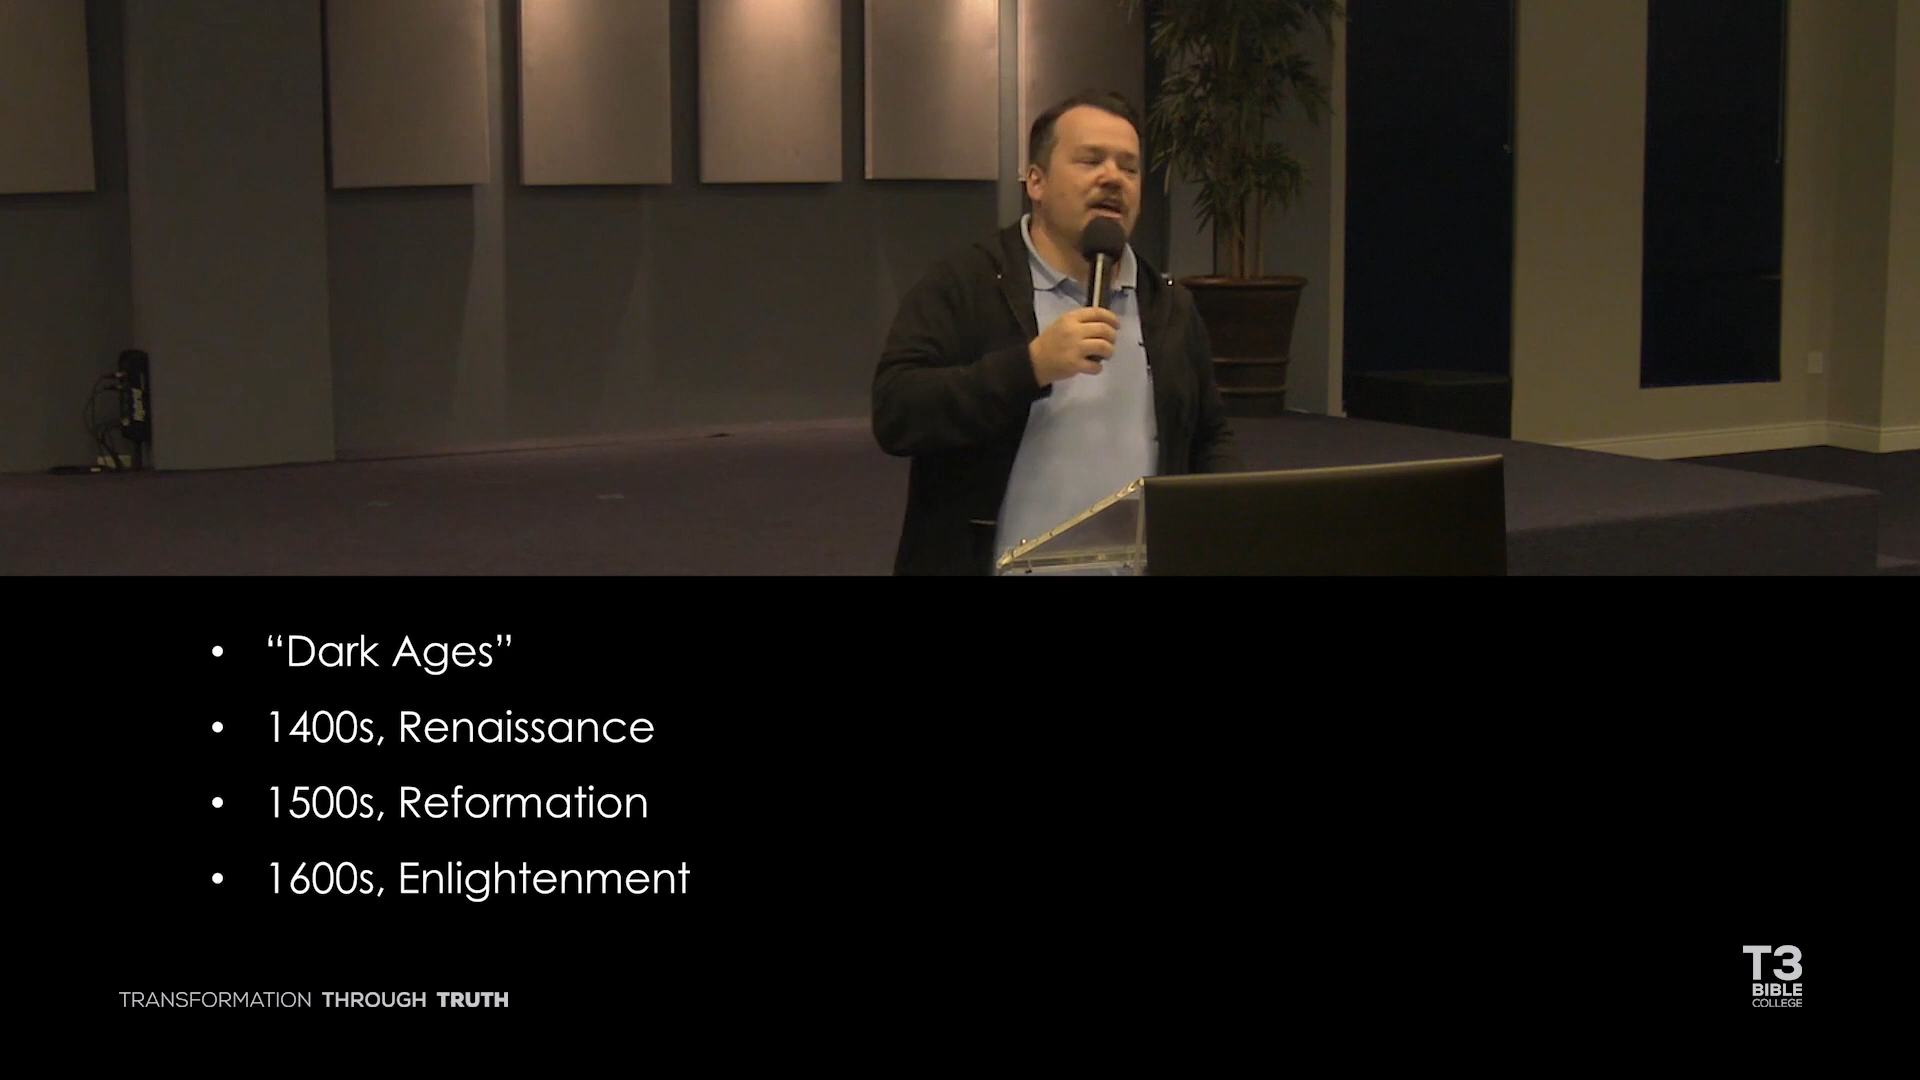 “Dark Ages”
1400s, Renaissance
1500s, Reformation
1600s, Enlightenment
TRANSFORMATION THROUGH TRUTH
T3
BIBLE
COLLEGE